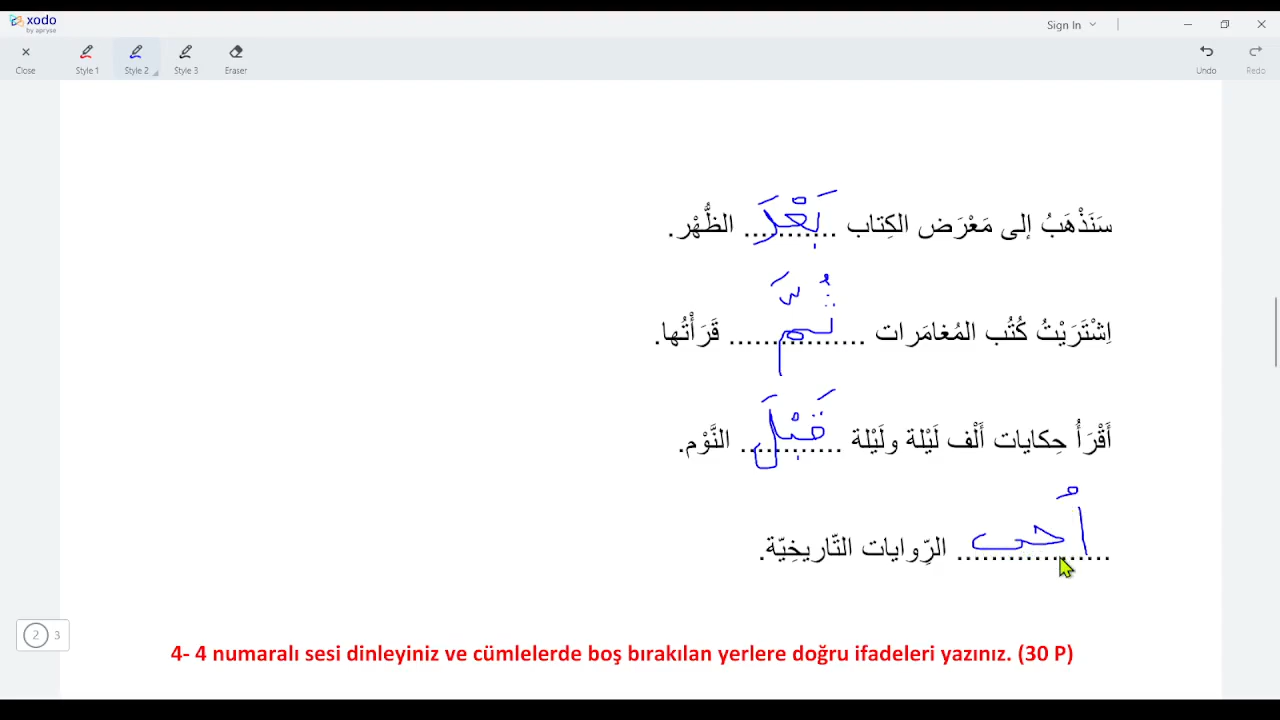 xodo
by apryse
Sign In
Close
Style 1
Style 2
Style 3
Eraser
Undo
Redo
سَنَذْهَبُ إلى مَعْرَض الكِتاب بَعْدَ ........... الظُّهْر.
اِشْتَرَيْتُ كُتُب المُغامَرات ثُمَّ ................ قَرَأْتُها.
أَقْرَأُ حِكايات أَلْف لَيْلة ولَيْلة قَبْلَ ............ النَّوْم.
أُحب .................. الرِّوايات التّاريخِيّة.
2 3
4- 4 numaralı sesi dinleyiniz ve cümlelerde boş bırakılan yerlere doğru ifadeleri yazınız. (30 P)